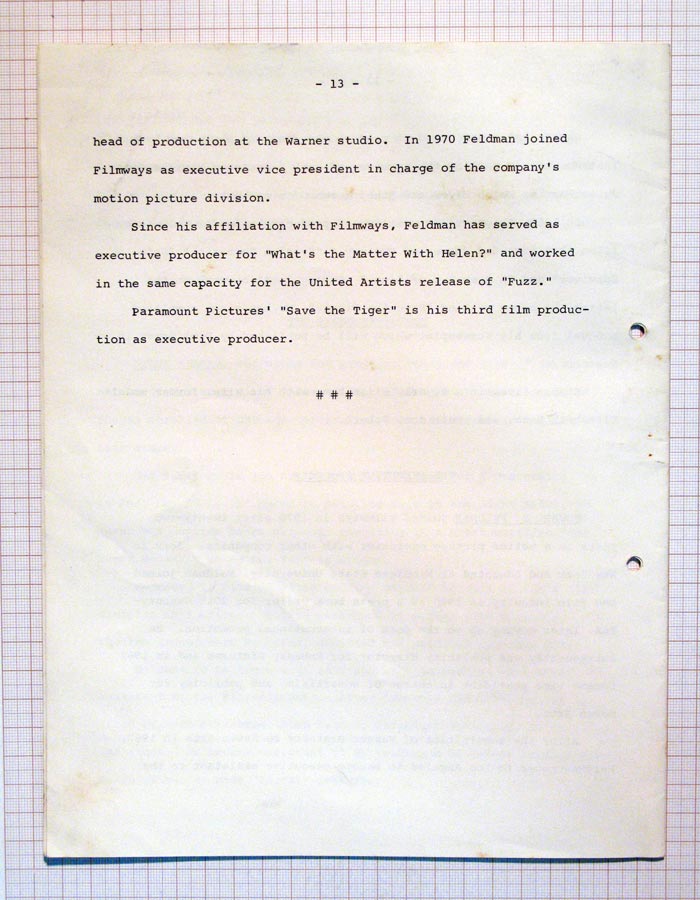 - 13 -
head of production at the Warner studio. In 1970 Feldman joined
Filmways as executive vice president in charge of the company's
motion picture division.
Since his affiliation with Filmways, Feldman has served as
executive producer for "What's the Matter With Helen?" and worked
in the same capacity for the United Artists release of "Fuzz."
Paramount Pictures' "Save the Tiger" is his third film produc-
tion as executive producer.
# # #